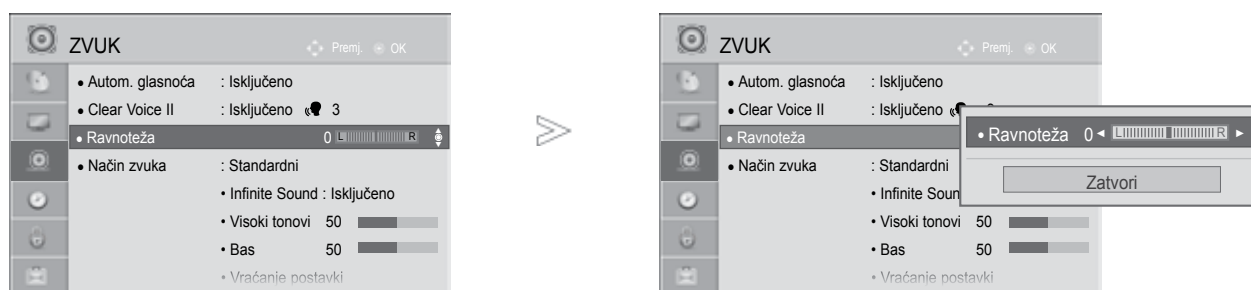 ZVUK
Premj. OK
• Autom. glasnoća : Isključeno
• Clear Voice II : Isključeno 3
• Ravnoteža 0 L R
• Način zvuka : Standardni
• Infinite Sound : Isključeno
• Visoki tonovi 50
• Bas 50
• Vraćanje postavki
ZVUK
Premj. OK
• Autom. glasnoća : Isključeno
• Clear Voice II : Isključeno
• Ravnoteža
• Način zvuka : Standardni
• Infinite Soun
• Visoki tonovi 50
• Bas 50
• Vraćanje postavki
• Ravnoteža 0 ◄ L R ►
Zatvori